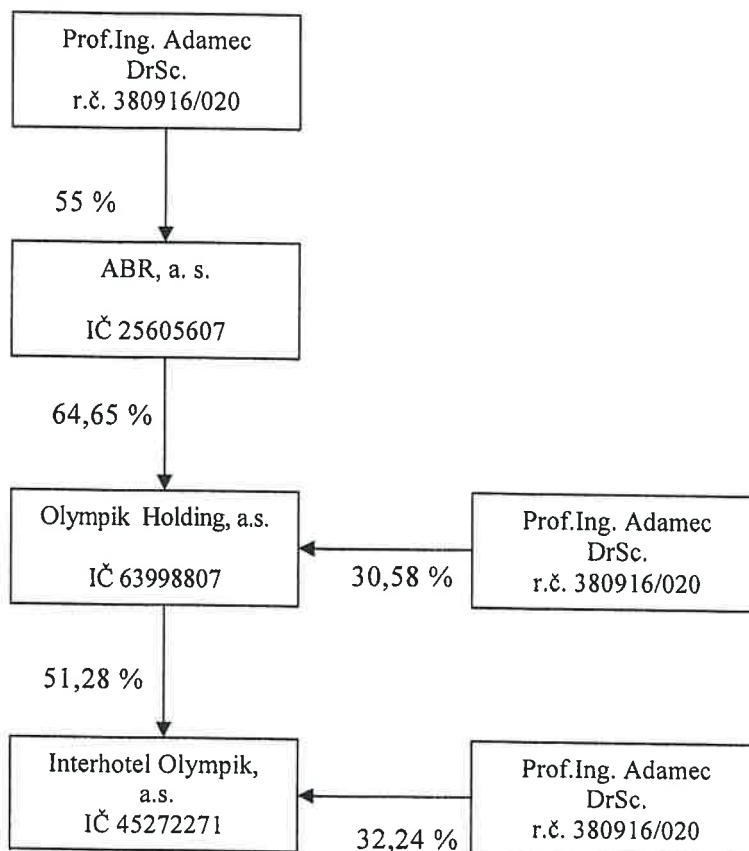 Prof.Ing. Adamec
DrSc.
r.č. 380916/020
55 %
ABR, a. s.
IČ 25605607
64,65 %
Olympik Holding, a.s.
IČ 63998807
30,58 %
Prof.Ing. Adamec
DrSc.
r.č. 380916/020
51,28 %
Interhotel Olympik,
a.s.
IČ 45272271
32,24 %
Prof.Ing. Adamec
DrSc.
r.č. 380916/020